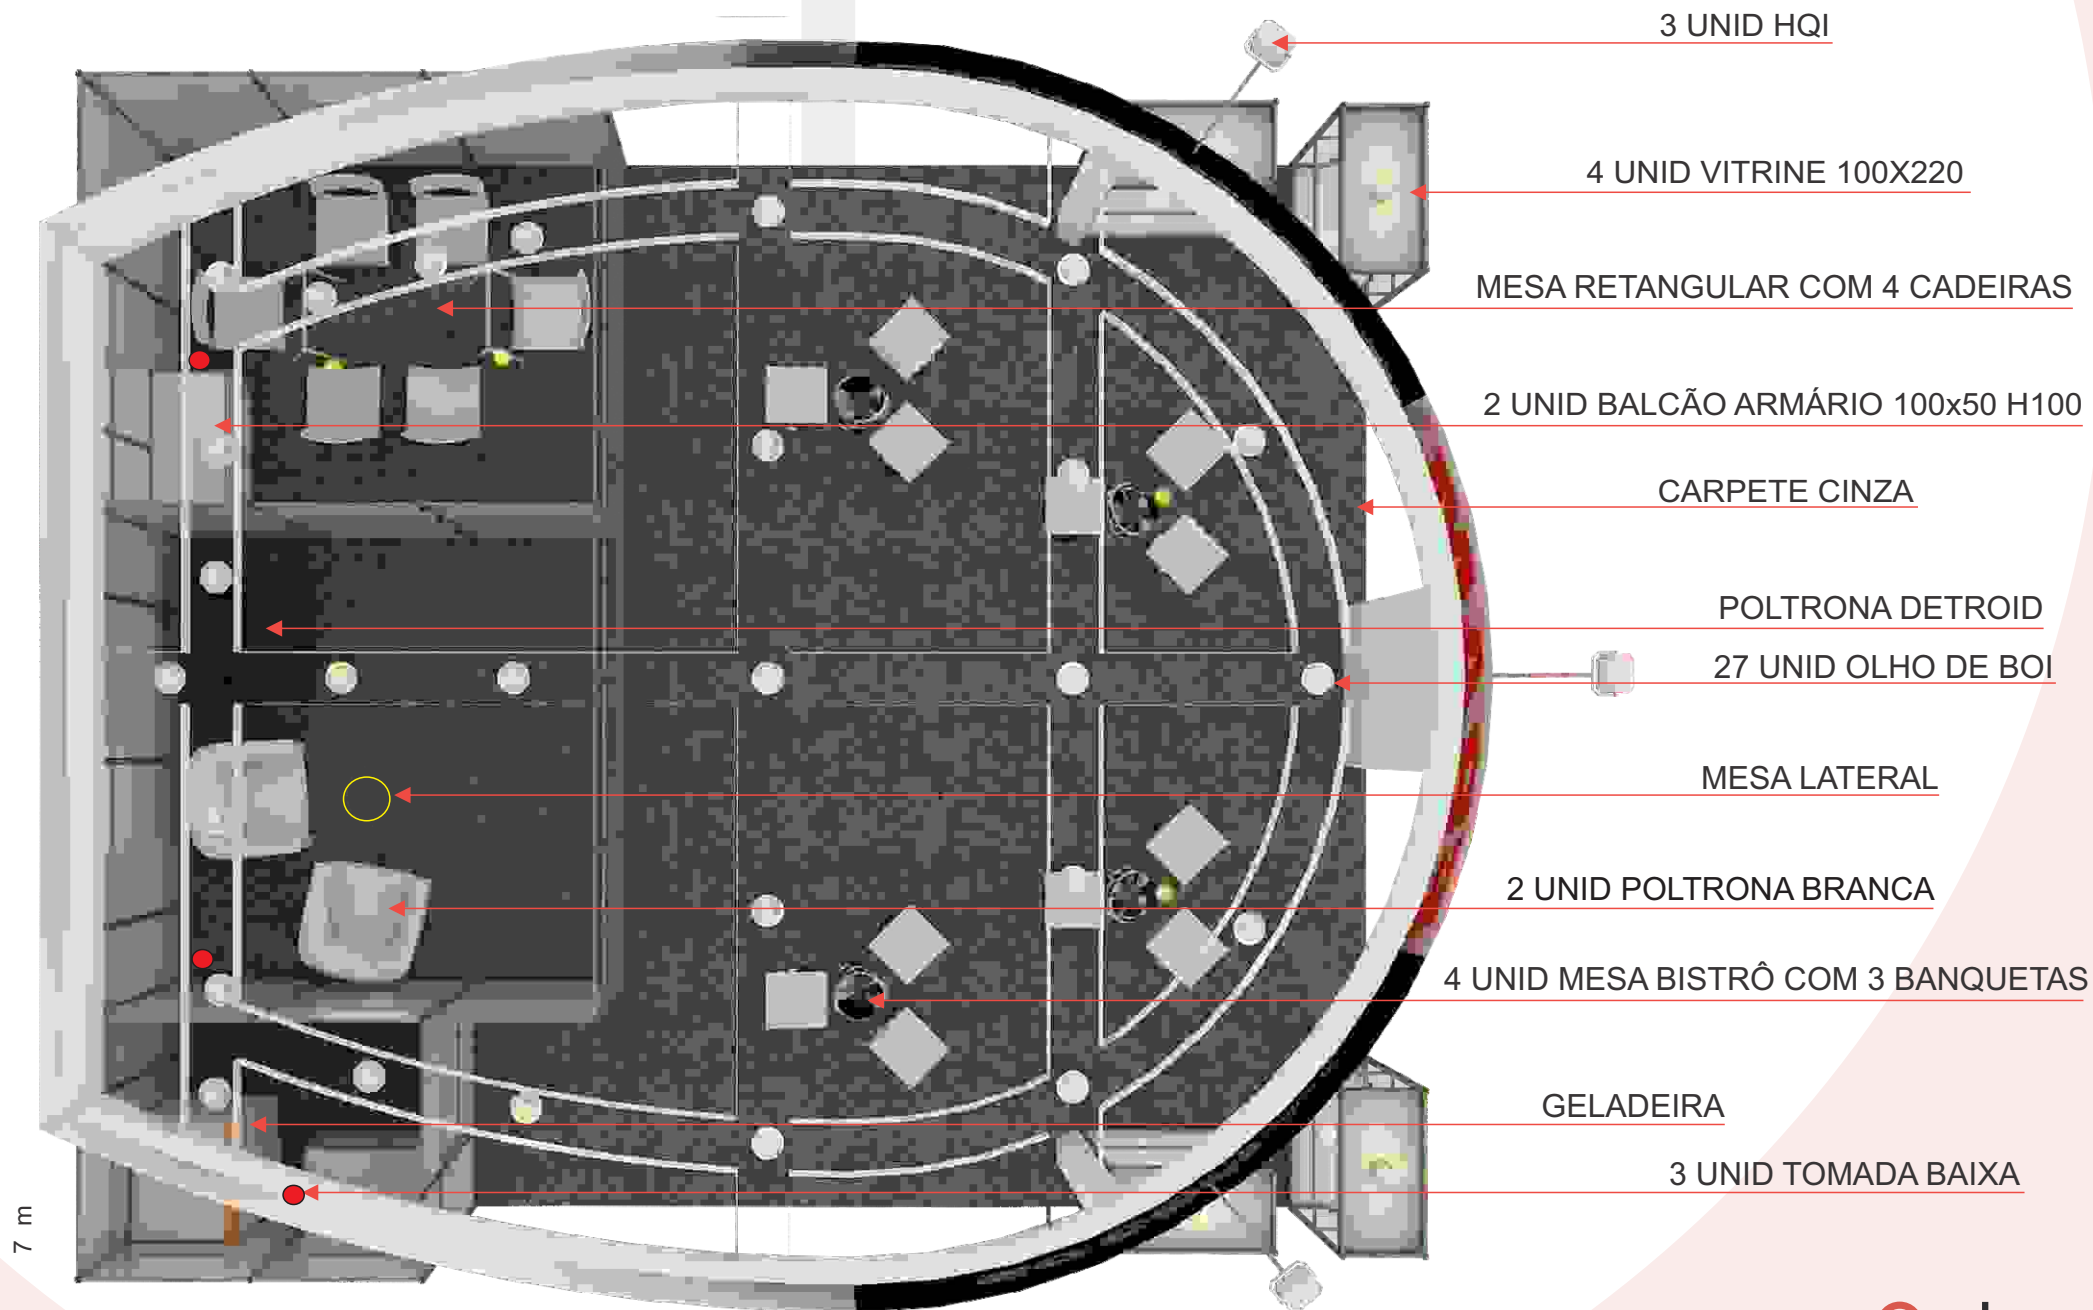 3 UNID HQI
4 UNID VITRINE 100X220
MESA RETANGULAR COM 4 CADEIRAS
2 UNID BALCÃO ARMÁRIO 100x50 H100
CARPETE CINZA
POLTRONA DETROID
27 UNID OLHO DE BOI
MESA LATERAL
2 UNID POLTRONA BRANCA
4 UNID MESA BISTRÔ COM 3 BANQUETAS
GELADEIRA
3 UNID TOMADA BAIXA
7 m